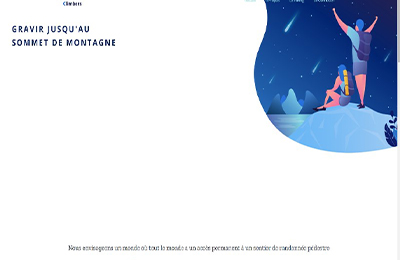 Climbers
GRAVIR JUSQU'AU
SOMMET DE MONTAGNE
Nous envisageons un monde où tout le monde a un accès permanent à un sentier de randonnée pédestre